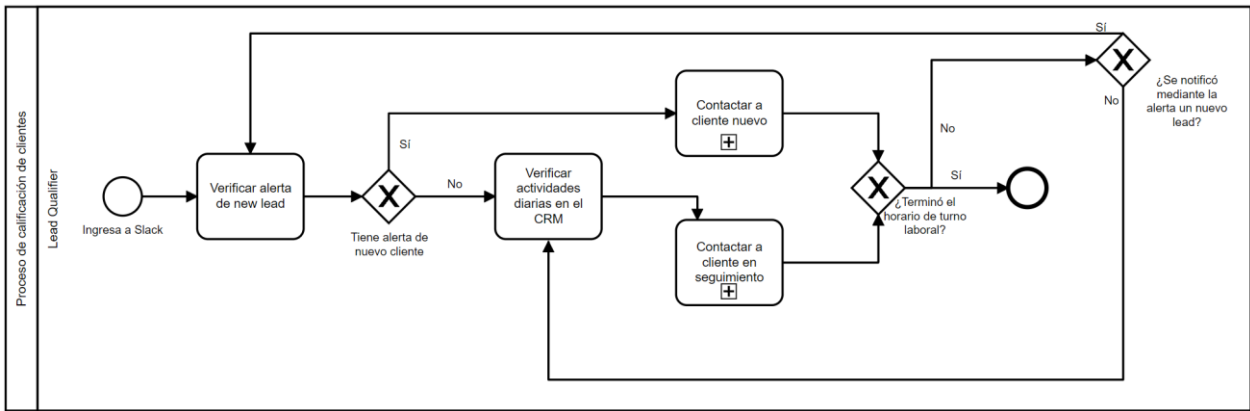 Proceso de calificación de clientes
Lead Qualifier
Ingresa a Slack
Verificar alerta
de new lead
Sí
No
Tiene alerta de
nuevo cliente
Verificar
actividades
diarias en el
CRM
Contactar a
cliente nuevo
Contactar a
cliente en
seguimiento
¿Terminó el
horario de turno
laboral?
No
Sí
Sí
No
¿Se notificó
mediante la
alerta un nuevo
lead?